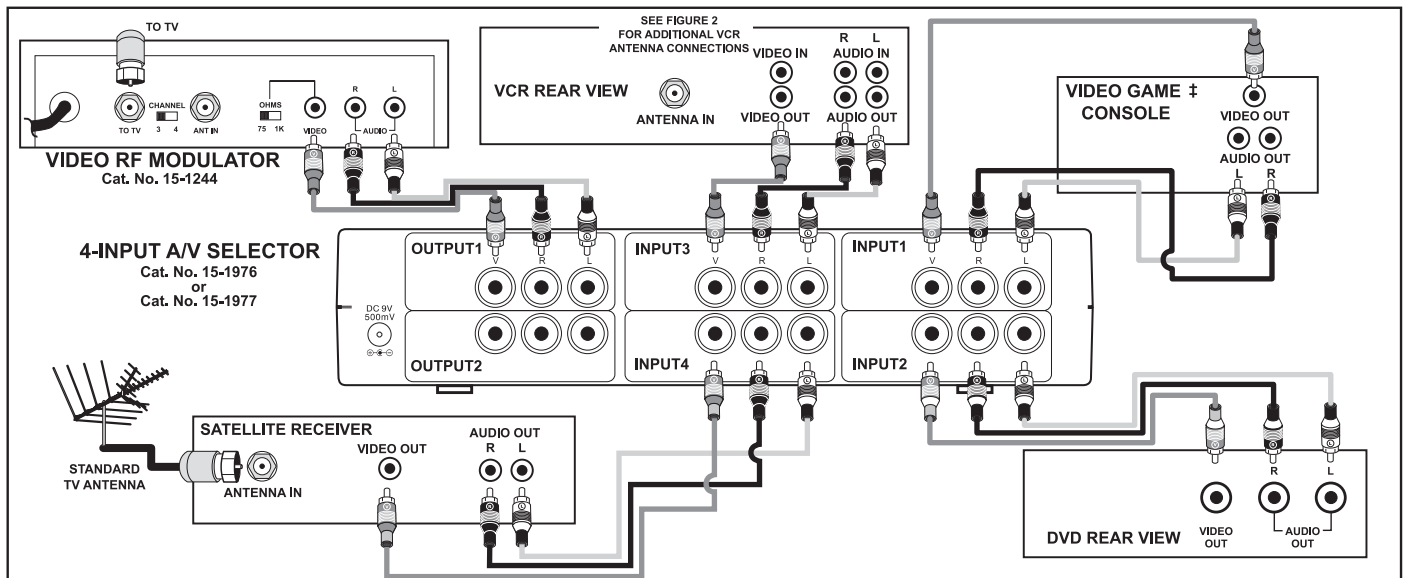 TO TV
CHANNEL
3 4
TO TV
ANT IN
OHMS
75 1K
VIDEO
R
L
AUDIO
VIDEO RF MODULATOR
Cat. No. 15-1244
SEE FIGURE 2
FOR ADDITIONAL VCR
ANTENNA CONNECTIONS
VCR REAR VIEW
ANTENNA IN
VIDEO IN
VIDEO OUT
R L
AUDIO IN
AUDIO OUT
VIDEO GAME ‡
CONSOLE
VIDEO OUT
AUDIO OUT
L R
4-INPUT A/V SELECTOR
Cat. No. 15-1976
or
Cat. No. 15-1977
DC 9V
500mV
OUTPUT1
V R L
OUTPUT2
INPUT3
V R L
INPUT4
INPUT1
V R L
INPUT2
STANDARD
TV ANTENNA
SATELLITE RECEIVER
ANTENNA IN
VIDEO OUT
AUDIO OUT
R L
DVD REAR VIEW
VIDEO
OUT
R L
AUDIO
OUT